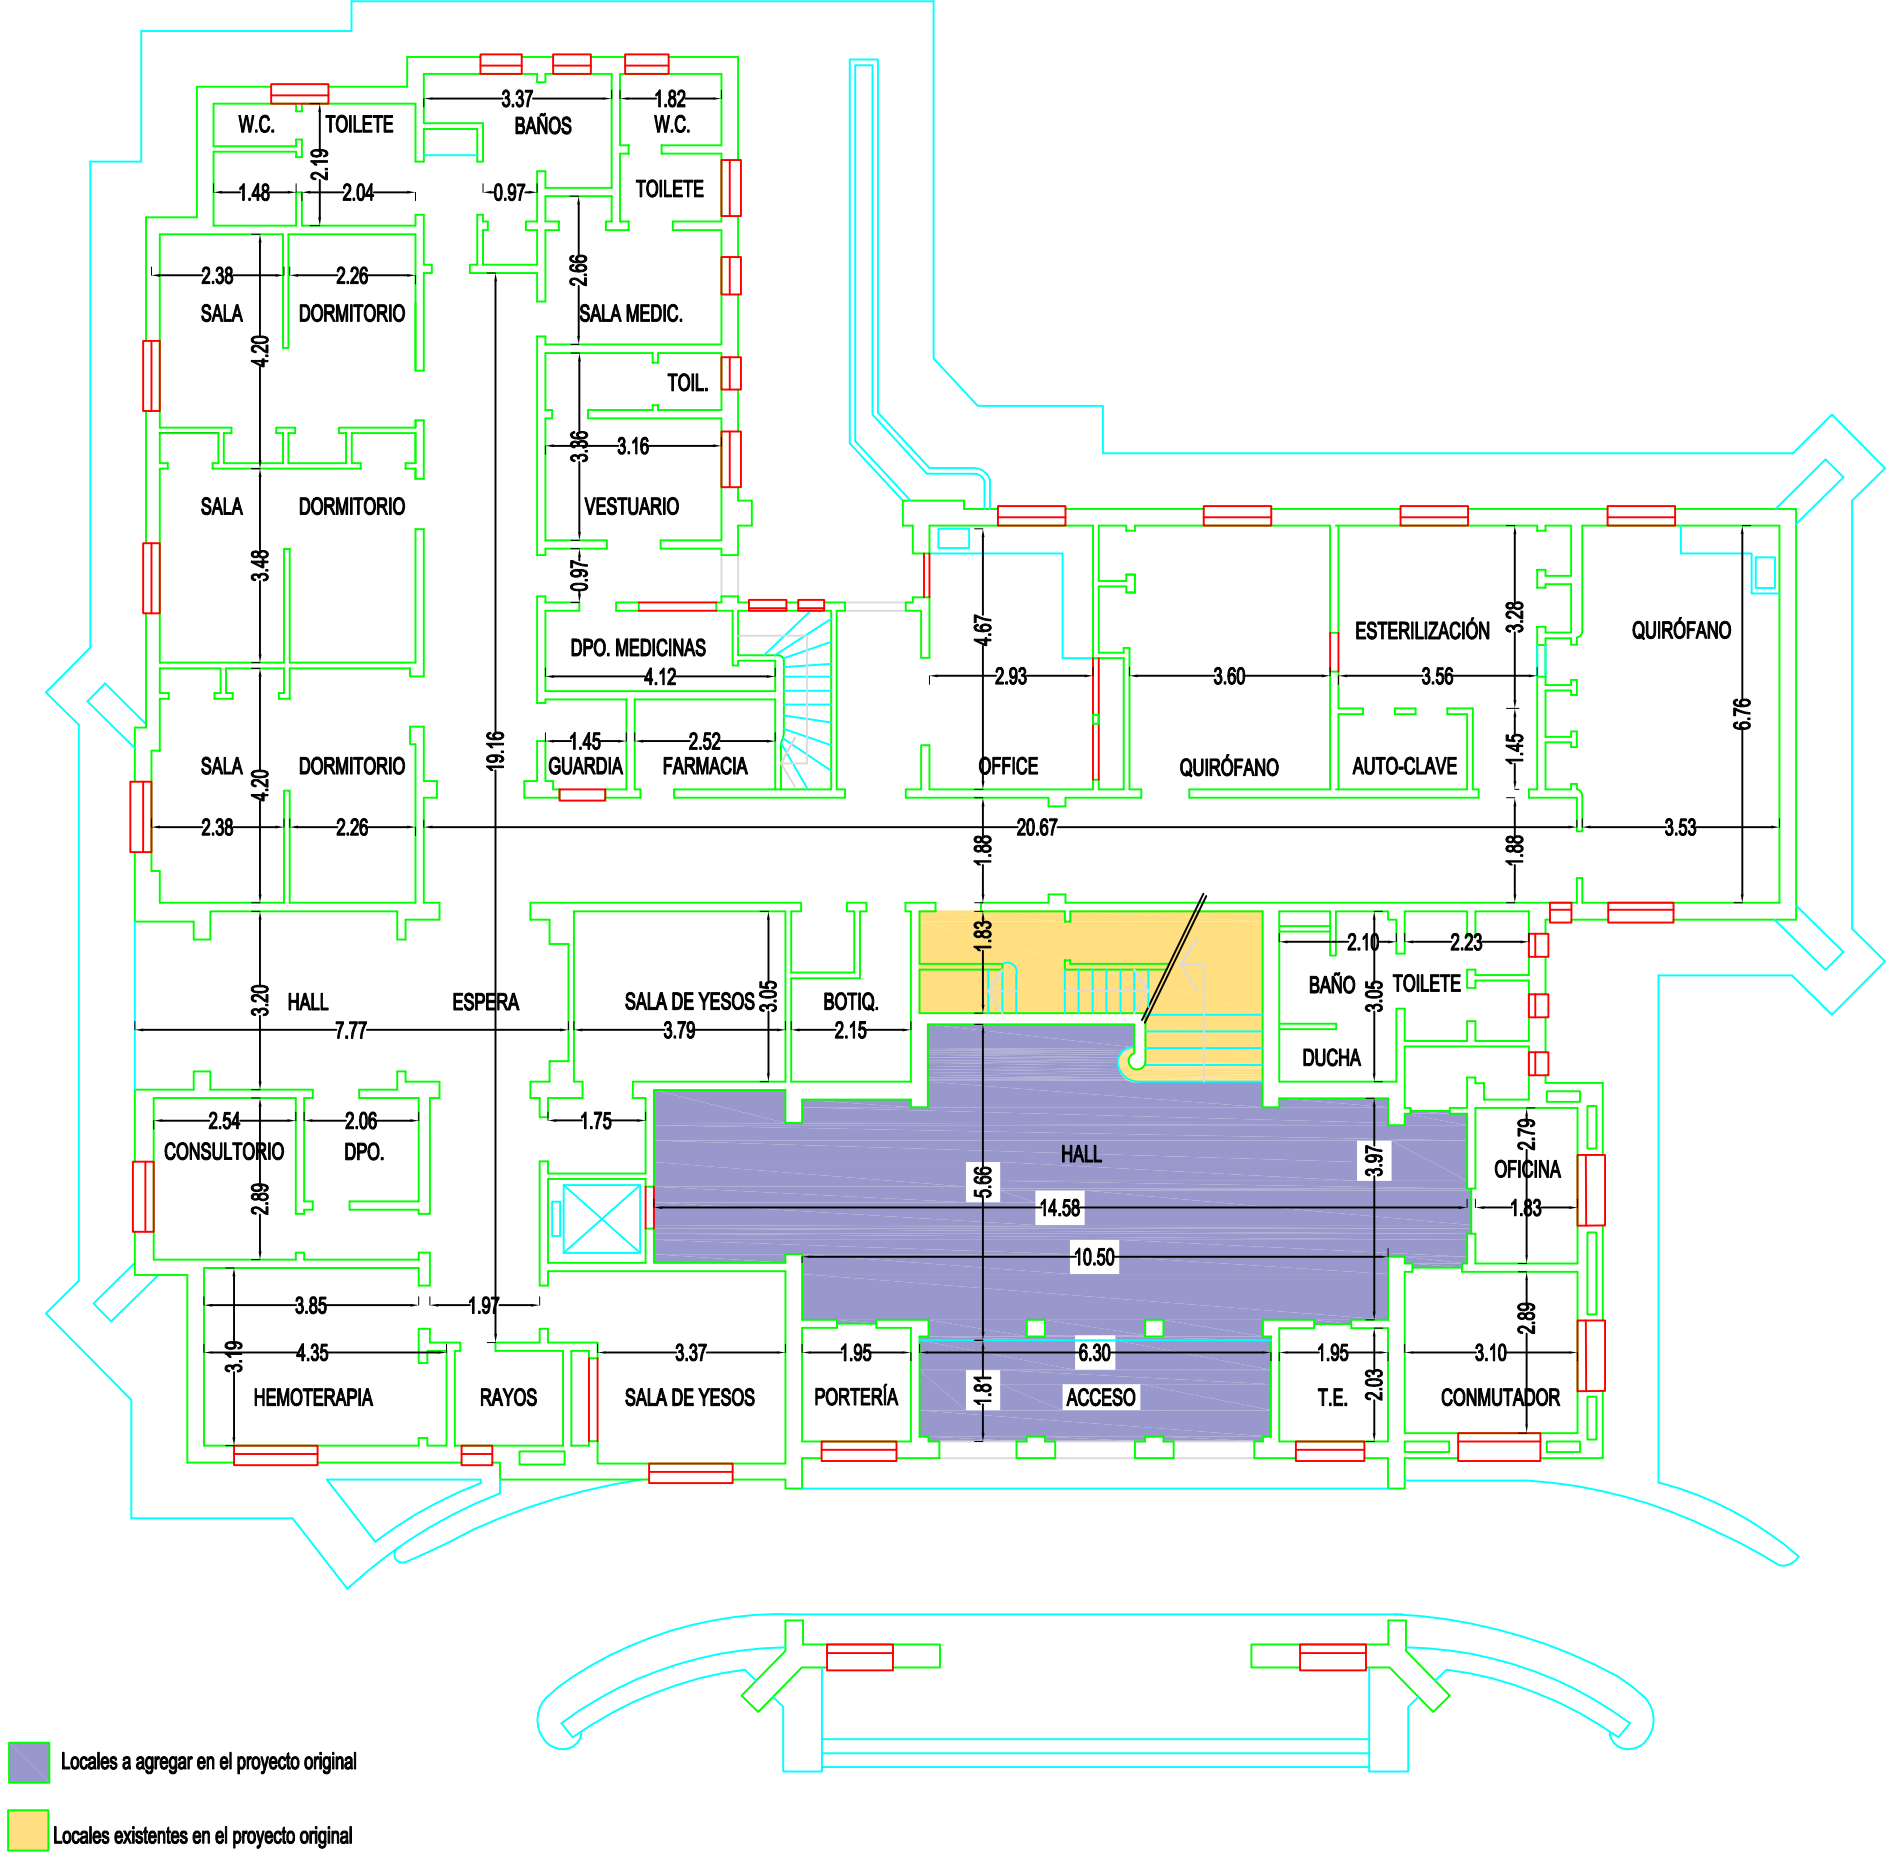 3.37
1.82
W.C.
TOILETE
BAÑOS
W.C.
2.19
1.48
2.04
0.97
TOILETE
2.38
2.26
2.66
SALA
DORMITORIO
SALA MEDIC.
4.20
TOIL.
3.36
3.16
SALA
DORMITORIO
VESTUARIO
3.48
0.97
4.67
3.28
DPO. MEDICINAS
ESTERILIZACIÓN
QUIRÓFANO
4.12
2.93
3.60
3.56
6.76
19.16
1.45
2.52
1.45
SALA
DORMITORIO
GUARDIA
FARMACIA
OFFICE
QUIRÓFANO
AUTO-CLAVE
4.20
2.38
2.26
20.67
3.53
1.88
1.88
1.83
2.10
2.23
HALL
ESPERA
SALA DE YESOS
BOTIQ.
BAÑO
TOILETE
3.20
3.05
3.05
7.77
3.79
2.15
DUCHA
2.54
2.06
1.75
CONSULTORIO
DPO.
HALL
3.97
2.79
OFICINA
2.89
5.66
14.58
1.83
10.50
3.85
1.97
2.89
3.19
4.35
3.37
1.95
6.30
1.95
3.10
1.81
2.03
HEMOTERAPIA
RAYOS
SALA DE YESOS
PORTERÍA
ACCESO
T.E.
CONMUTADOR
Locales a agregar en el proyecto original
Locales existentes en el proyecto original